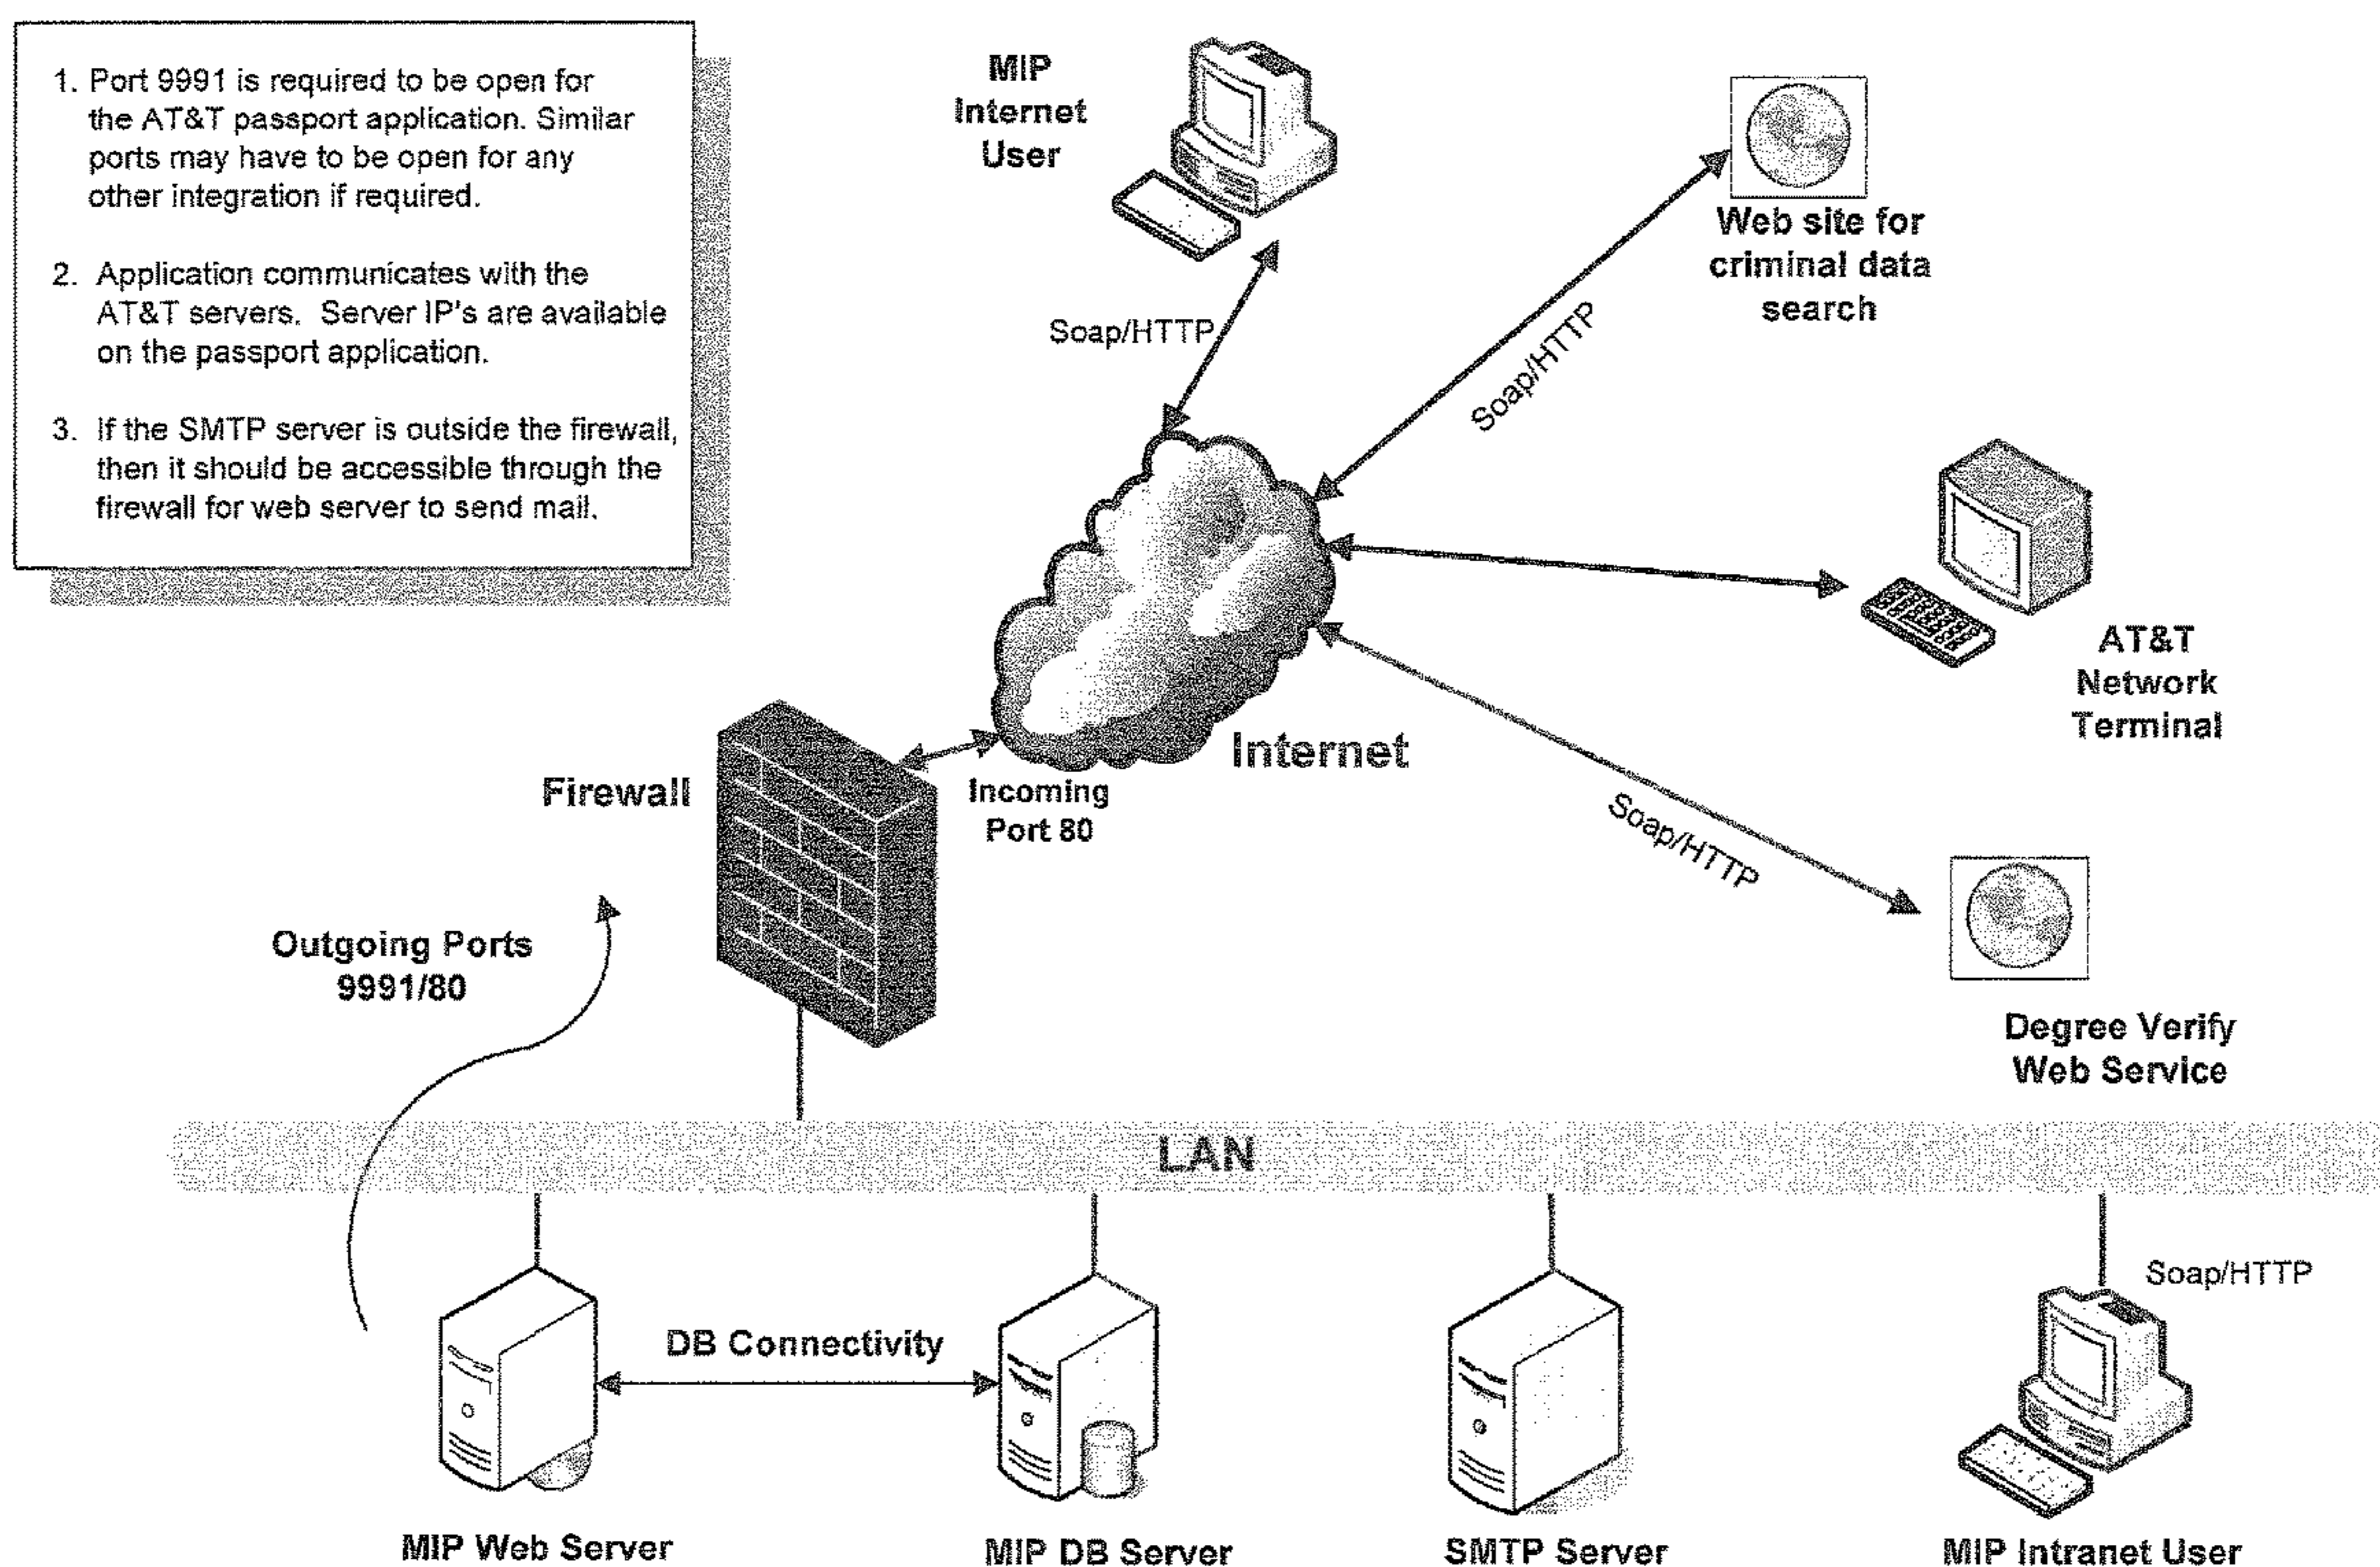 1. Port 9991 is required to be open for
the AT&T passport application. Similar
ports may have to be open for any
other integration if required.
2. Application communicates with the
AT&T servers. Server IP's are available
on the passport application.
3. If the SMTP server is outside the firewall,
then it should be accessible through the
firewall for web server to send mail.
MIP
Internet
User
Web site for
criminal data
search
Soap/HTTP
Soap/HTTP
AT&T
Network
Terminal
Internet
Firewall
Incoming
Port 80
Soap/HTTP
Outgoing Ports
9991/80
Degree Verify
Web Service
LAN
Soap/HTTP
DB Connectivity
MIP Web Server
MIP DB Server
SMTP Server
MIP Intranet User